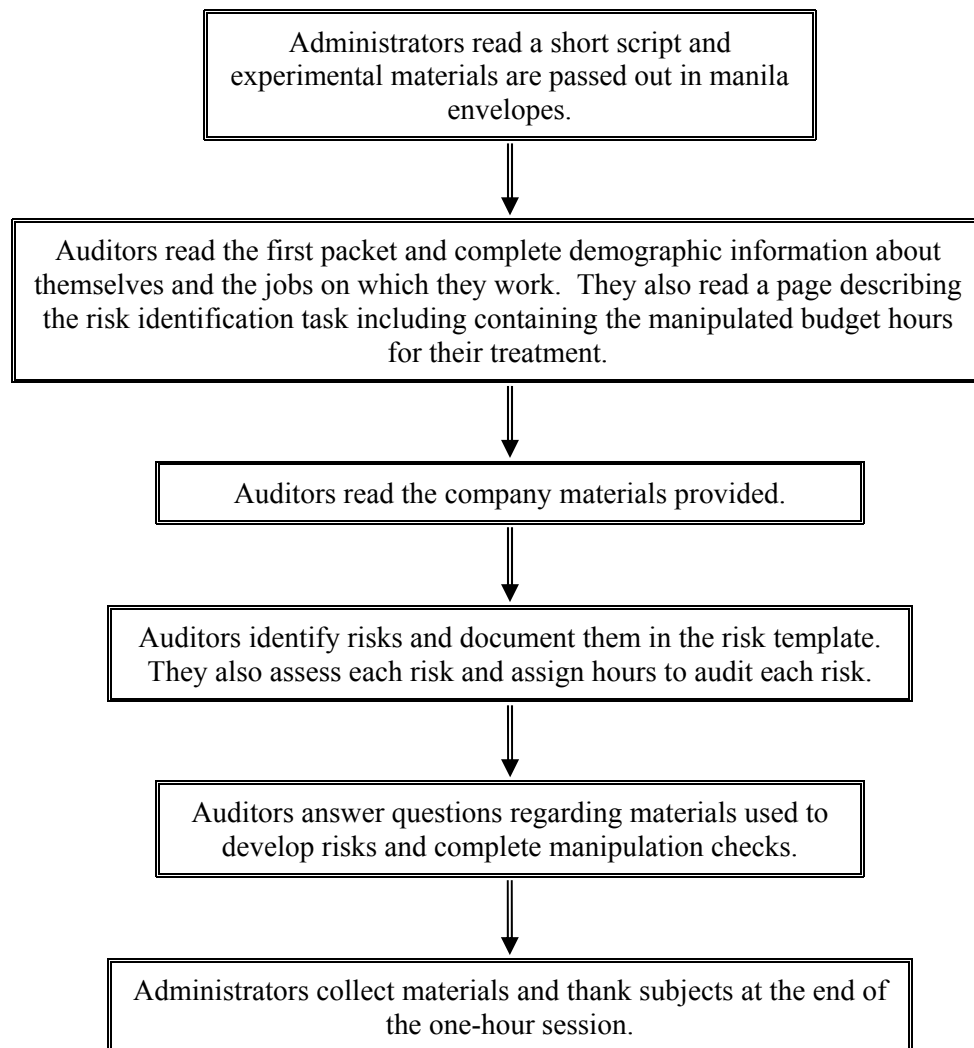 Administrators read a short script and
experimental materials are passed out in manila
envelopes.
Auditors read the first packet and complete demographic information about
themselves and the jobs on which they work. They also read a page describing
the risk identification task including containing the manipulated budget hours
for their treatment.
Auditors read the company materials provided.
Auditors identify risks and document them in the risk template.
They also assess each risk and assign hours to audit each risk.
Auditors answer questions regarding materials used to
develop risks and complete manipulation checks.
Administrators collect materials and thank subjects at the end of
the one-hour session.